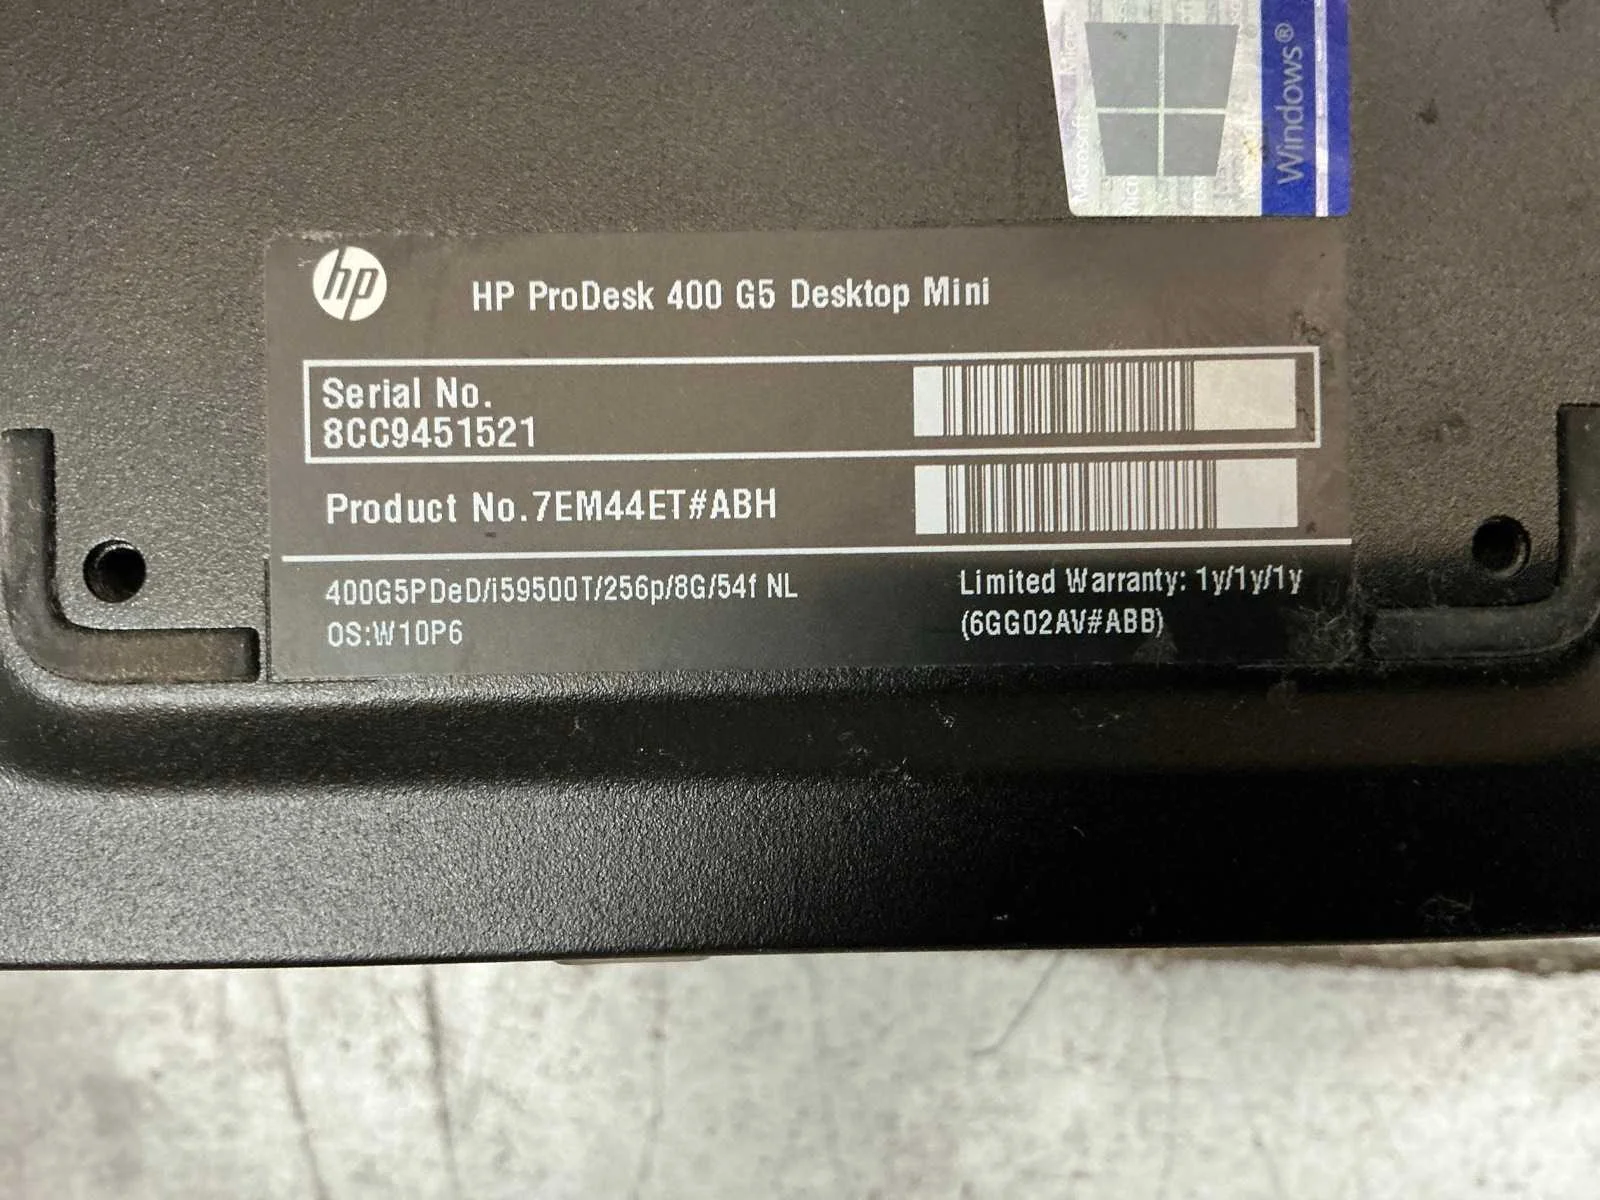 Windows®
Microsoft
hp
HP ProDesk 400 G5 Desktop Mini
Serial No.
8CC9451521
Product No.7EM44ET#ABH
400G5PDeD/i59500T/256p/8G/54f NL
OS:W10P6
Limited Warranty: 1y/1y/1y
(6GG02AV#ABB)